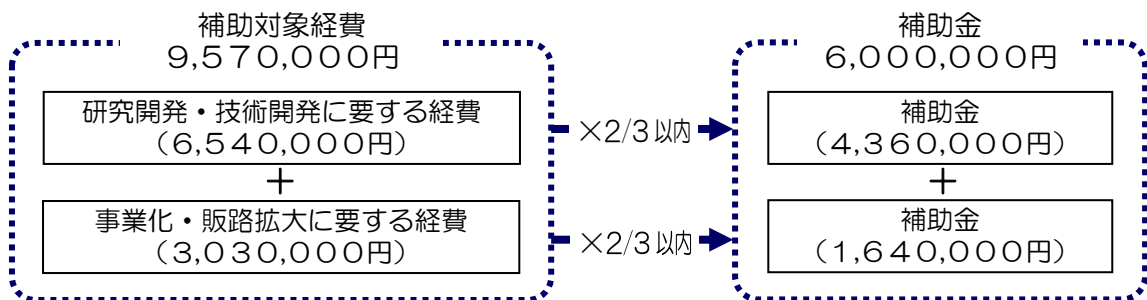 補助対象経費
９,５７０,０００円
研究開発・技術開発に要する経費
（６,５４０,０００円）
＋
事業化・販路拡大に要する経費
（３,０３０,０００円）
×２/３以内
×２/３以内
補助金
６,０００,０００円
補助金
（４,３６０,０００円）
＋
補助金
（１,６４０,０００円）